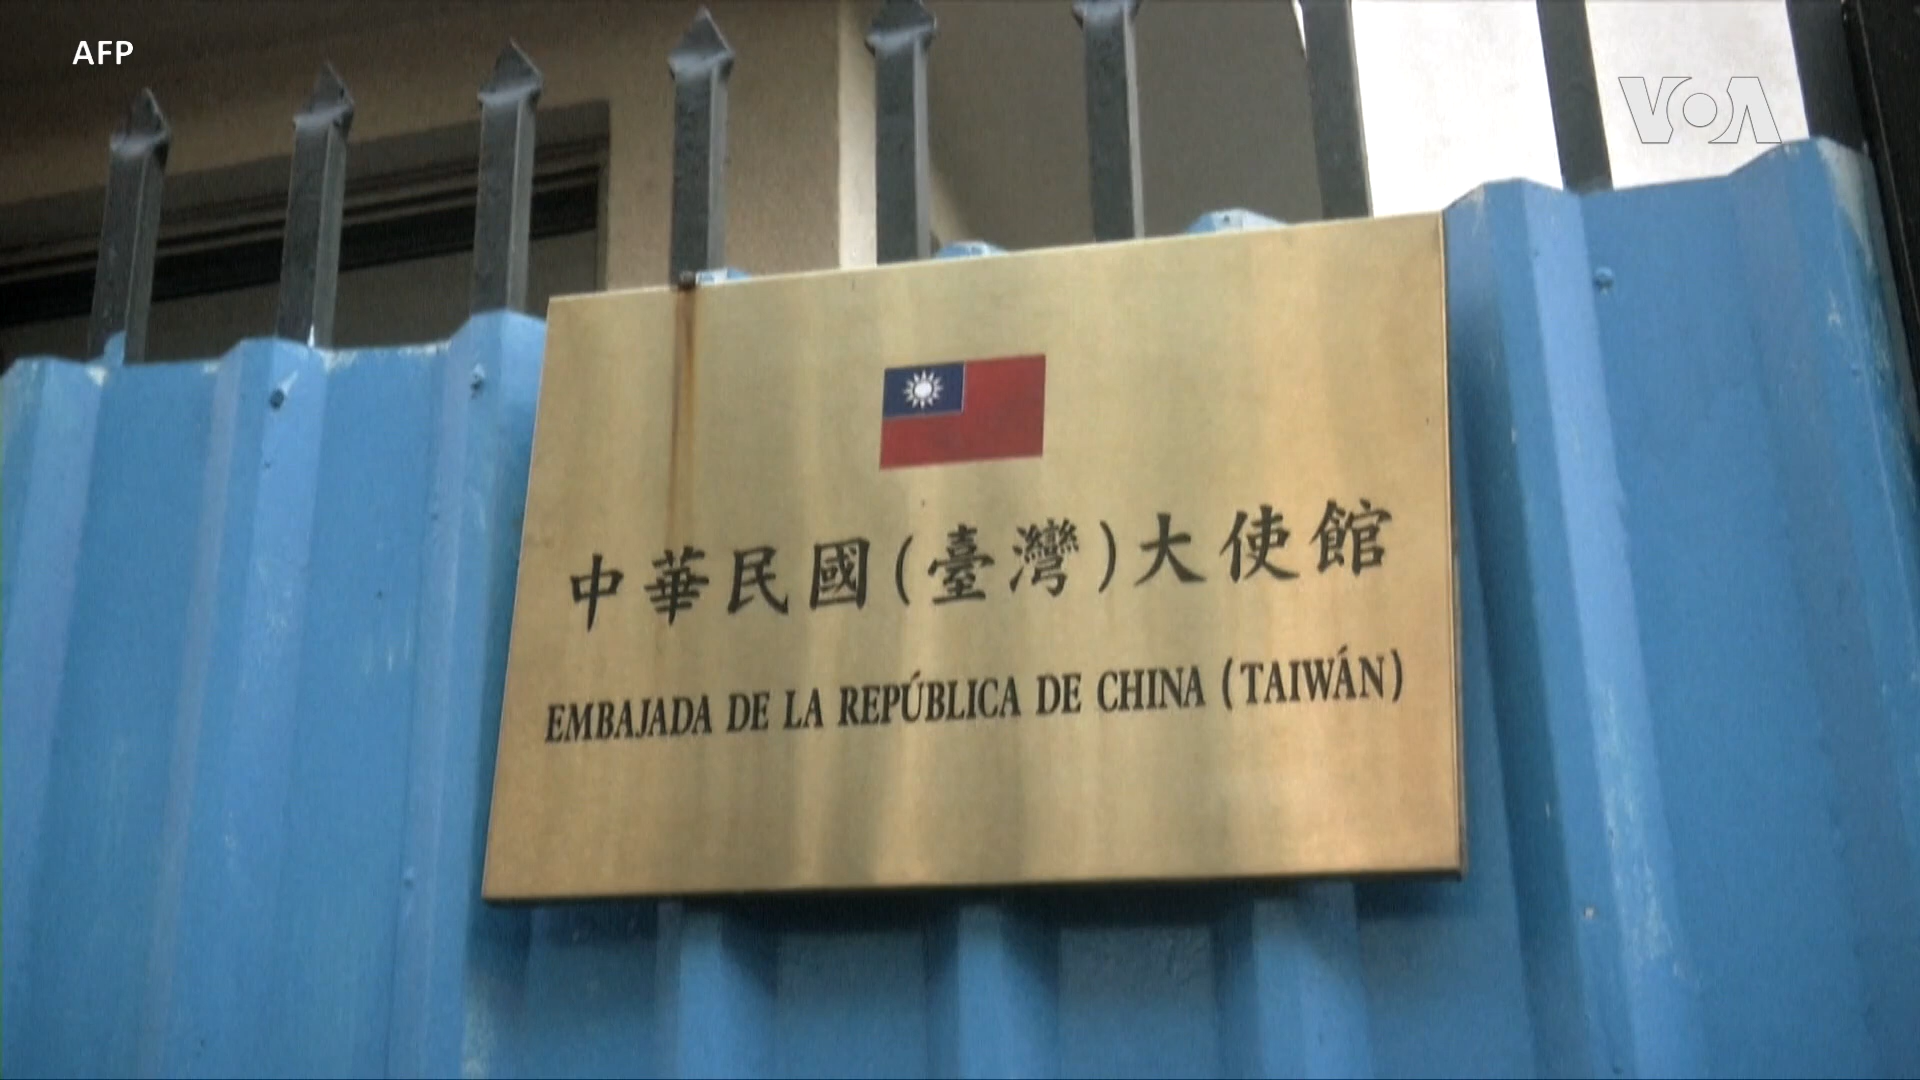 AFP
VOA
中華民國(臺灣)大使館
EMBAJADA DE LA REPÚBLICA DE CHINA (TAIWÁN)